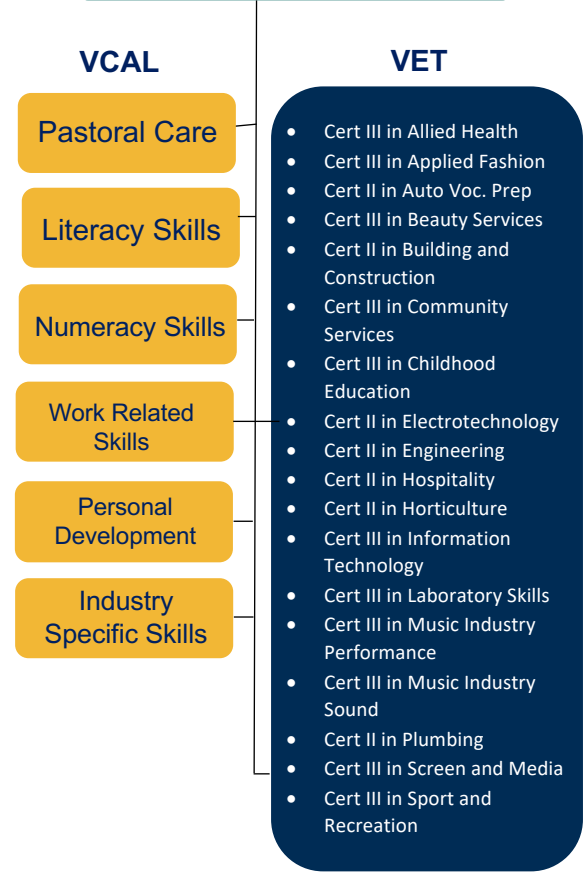 VCAL
Pastoral Care
Literacy Skills
Numeracy Skills
Work Related
Skills
Personal
Development
Industry
Specific Skills
VET
• Cert III in Allied Health
• Cert III in Applied Fashion
• Cert II in Auto Voc. Prep
• Cert III in Beauty Services
• Cert II in Building and
Construction
• Cert III in Community
Services
• Cert III in Childhood
Education
• Cert II in Electrotechnology
• Cert II in Engineering
• Cert II in Hospitality
• Cert II in Horticulture
• Cert III in Information
Technology
• Cert III in Laboratory Skills
• Cert III in Music Industry
Performance
• Cert III in Music Industry
Sound
• Cert II in Plumbing
• Cert III in Screen and Media
• Cert III in Sport and
Recreation